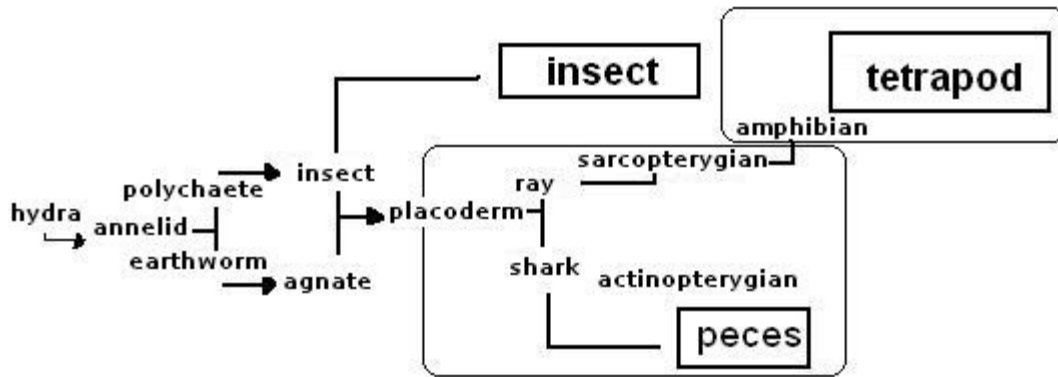 insect
tetrapod
amphibian
sarcopterygian
insect
ray
polychaete
hydra
annelid
placoderm
earthworm
shark
agnate
actinopterygian
peces